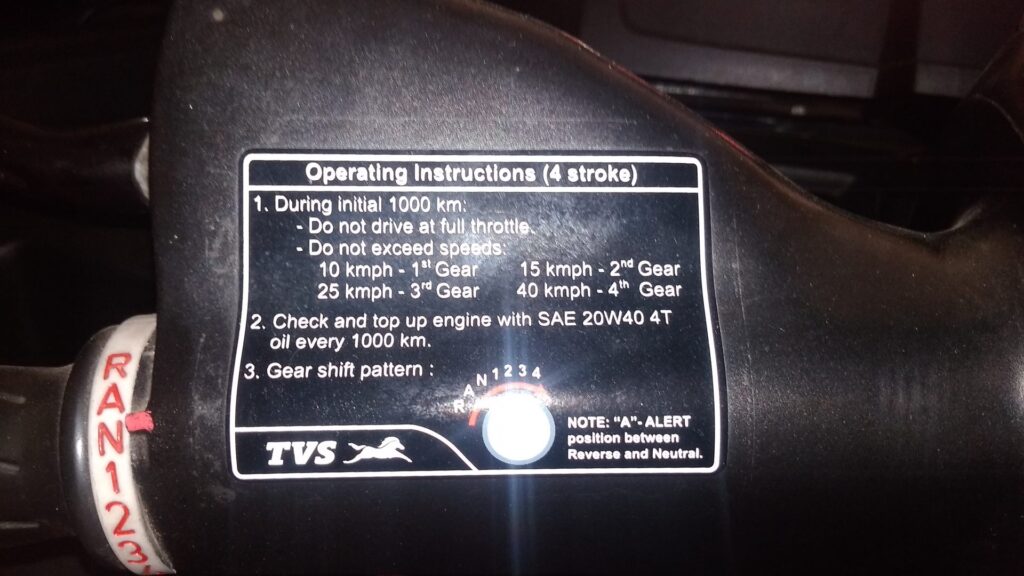 Operating Instructions (4 stroke)
1. During initial 1000 km:
- Do not drive at full throttle.
- Do not exceed speeds:
10 kmph - 1st Gear 15 kmph - 2nd Gear
25 kmph - 3rd Gear 40 kmph - 4th Gear
2. Check and top up engine with SAE 20W40 4T
oil every 1000 km.
3. Gear shift pattern :
R A N 1 2 3 4
NOTE: "A"- ALERT
position between
Reverse and Neutral.
TVS
R
A
N
1
2
3